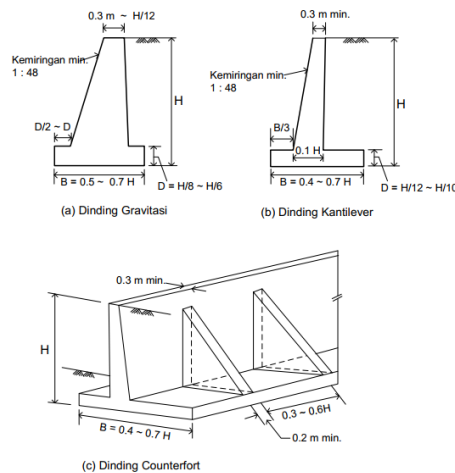 0.3 m ~ H/12
Kemiringan min.
1 : 48
H
D/2 ~ D
B = 0.5 ~ 0.7 H
D = H/8 ~ H/6
(a) Dinding Gravitasi
0.3 m min.
Kemiringan min.
1 : 48
H
B/3
0.1 H
B = 0.4~ 0.7 H
D = H/12 ~ H/10
(b) Dinding Kantilever
0.3 m min.
H
B = 0.4 ~ 0.7 H
0.3 ~ 0.6H
0.2 m min.
(c) Dinding Counterfort